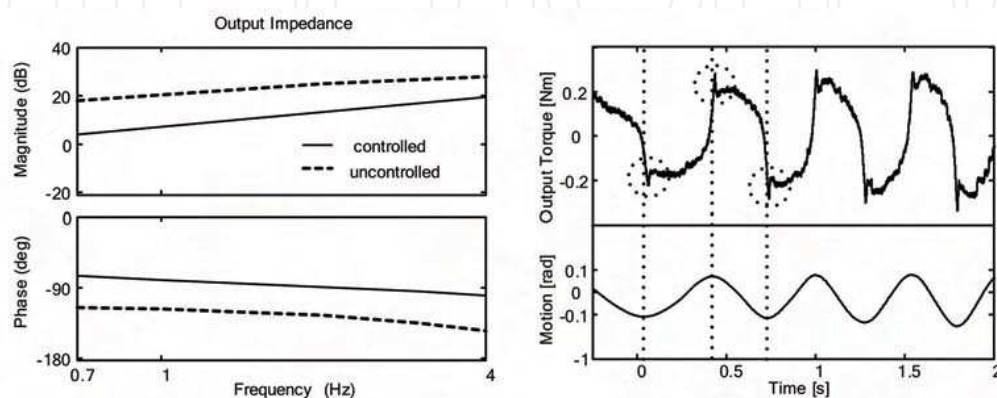 Output Impedance
Magnitude (dB)
40
20
0
-20
controlled
uncontrolled
Phase (deg)
0
-90
-180
0.7
1
4
Frequency (Hz)
Output Torque [Nm]
0.2
0
-0.2
Motion [rad]
0.1
0
-0.1
-1
0
0.5
1
1.5
2
Time [s]